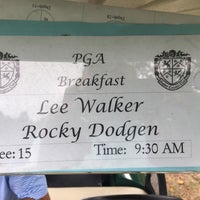 PGA
Breakfast
Lee Walker
Rocky Dodgen
ee: 15 Time: 9:30 AM